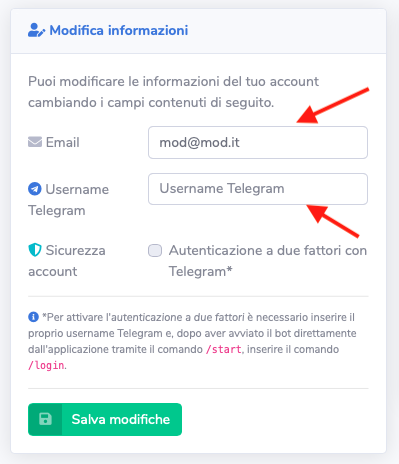 Modifica informazioni
Puoi modificare le informazioni del tuo account
cambiando i campi contenuti di seguito.
Email
mod@mod.it
Username
Telegram
Username Telegram
Sicurezza
account
Autenticazione a due fattori con
Telegram*
*Per attivare l'autenticazione a due fattori è necessario inserire il
proprio username Telegram e, dopo aver avviato il bot direttamente
dall'applicazione tramite il comando /start, inserire il comando
/login.
Salva modifiche